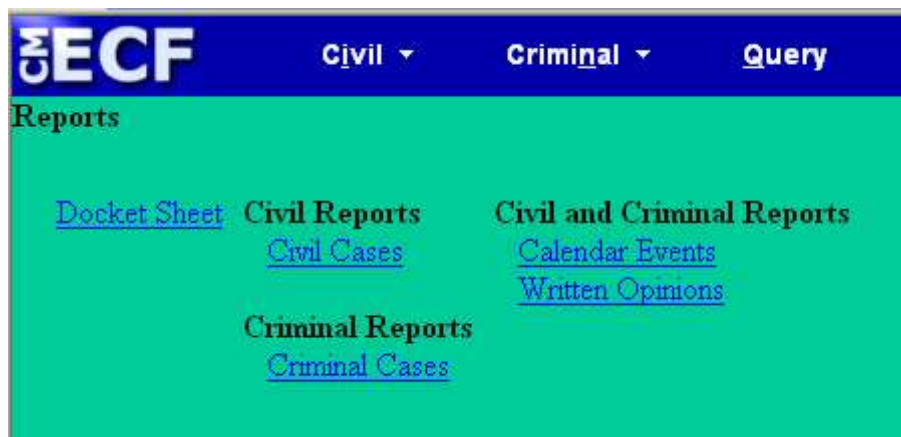 CM ECF Civil Criminal Query
Reports
Docket Sheet Civil Reports Civil and Criminal Reports
Civil Cases Calendar Events
Written Opinions
Criminal Reports
Criminal Cases